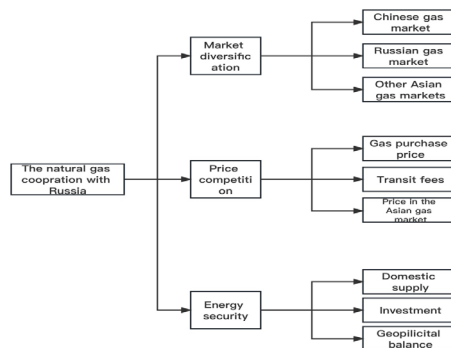 Chinese gas
market
Market
diversific
ation
Russian gas
market
Other Asian
gas markets
Gas purchase
price
The natural gas
coopration with
Russia
Price
competiti
on
Transit fees
Price in the
Asian gas
market
Domestic
supply
Energy
security
Investment
Geopilicital
balance